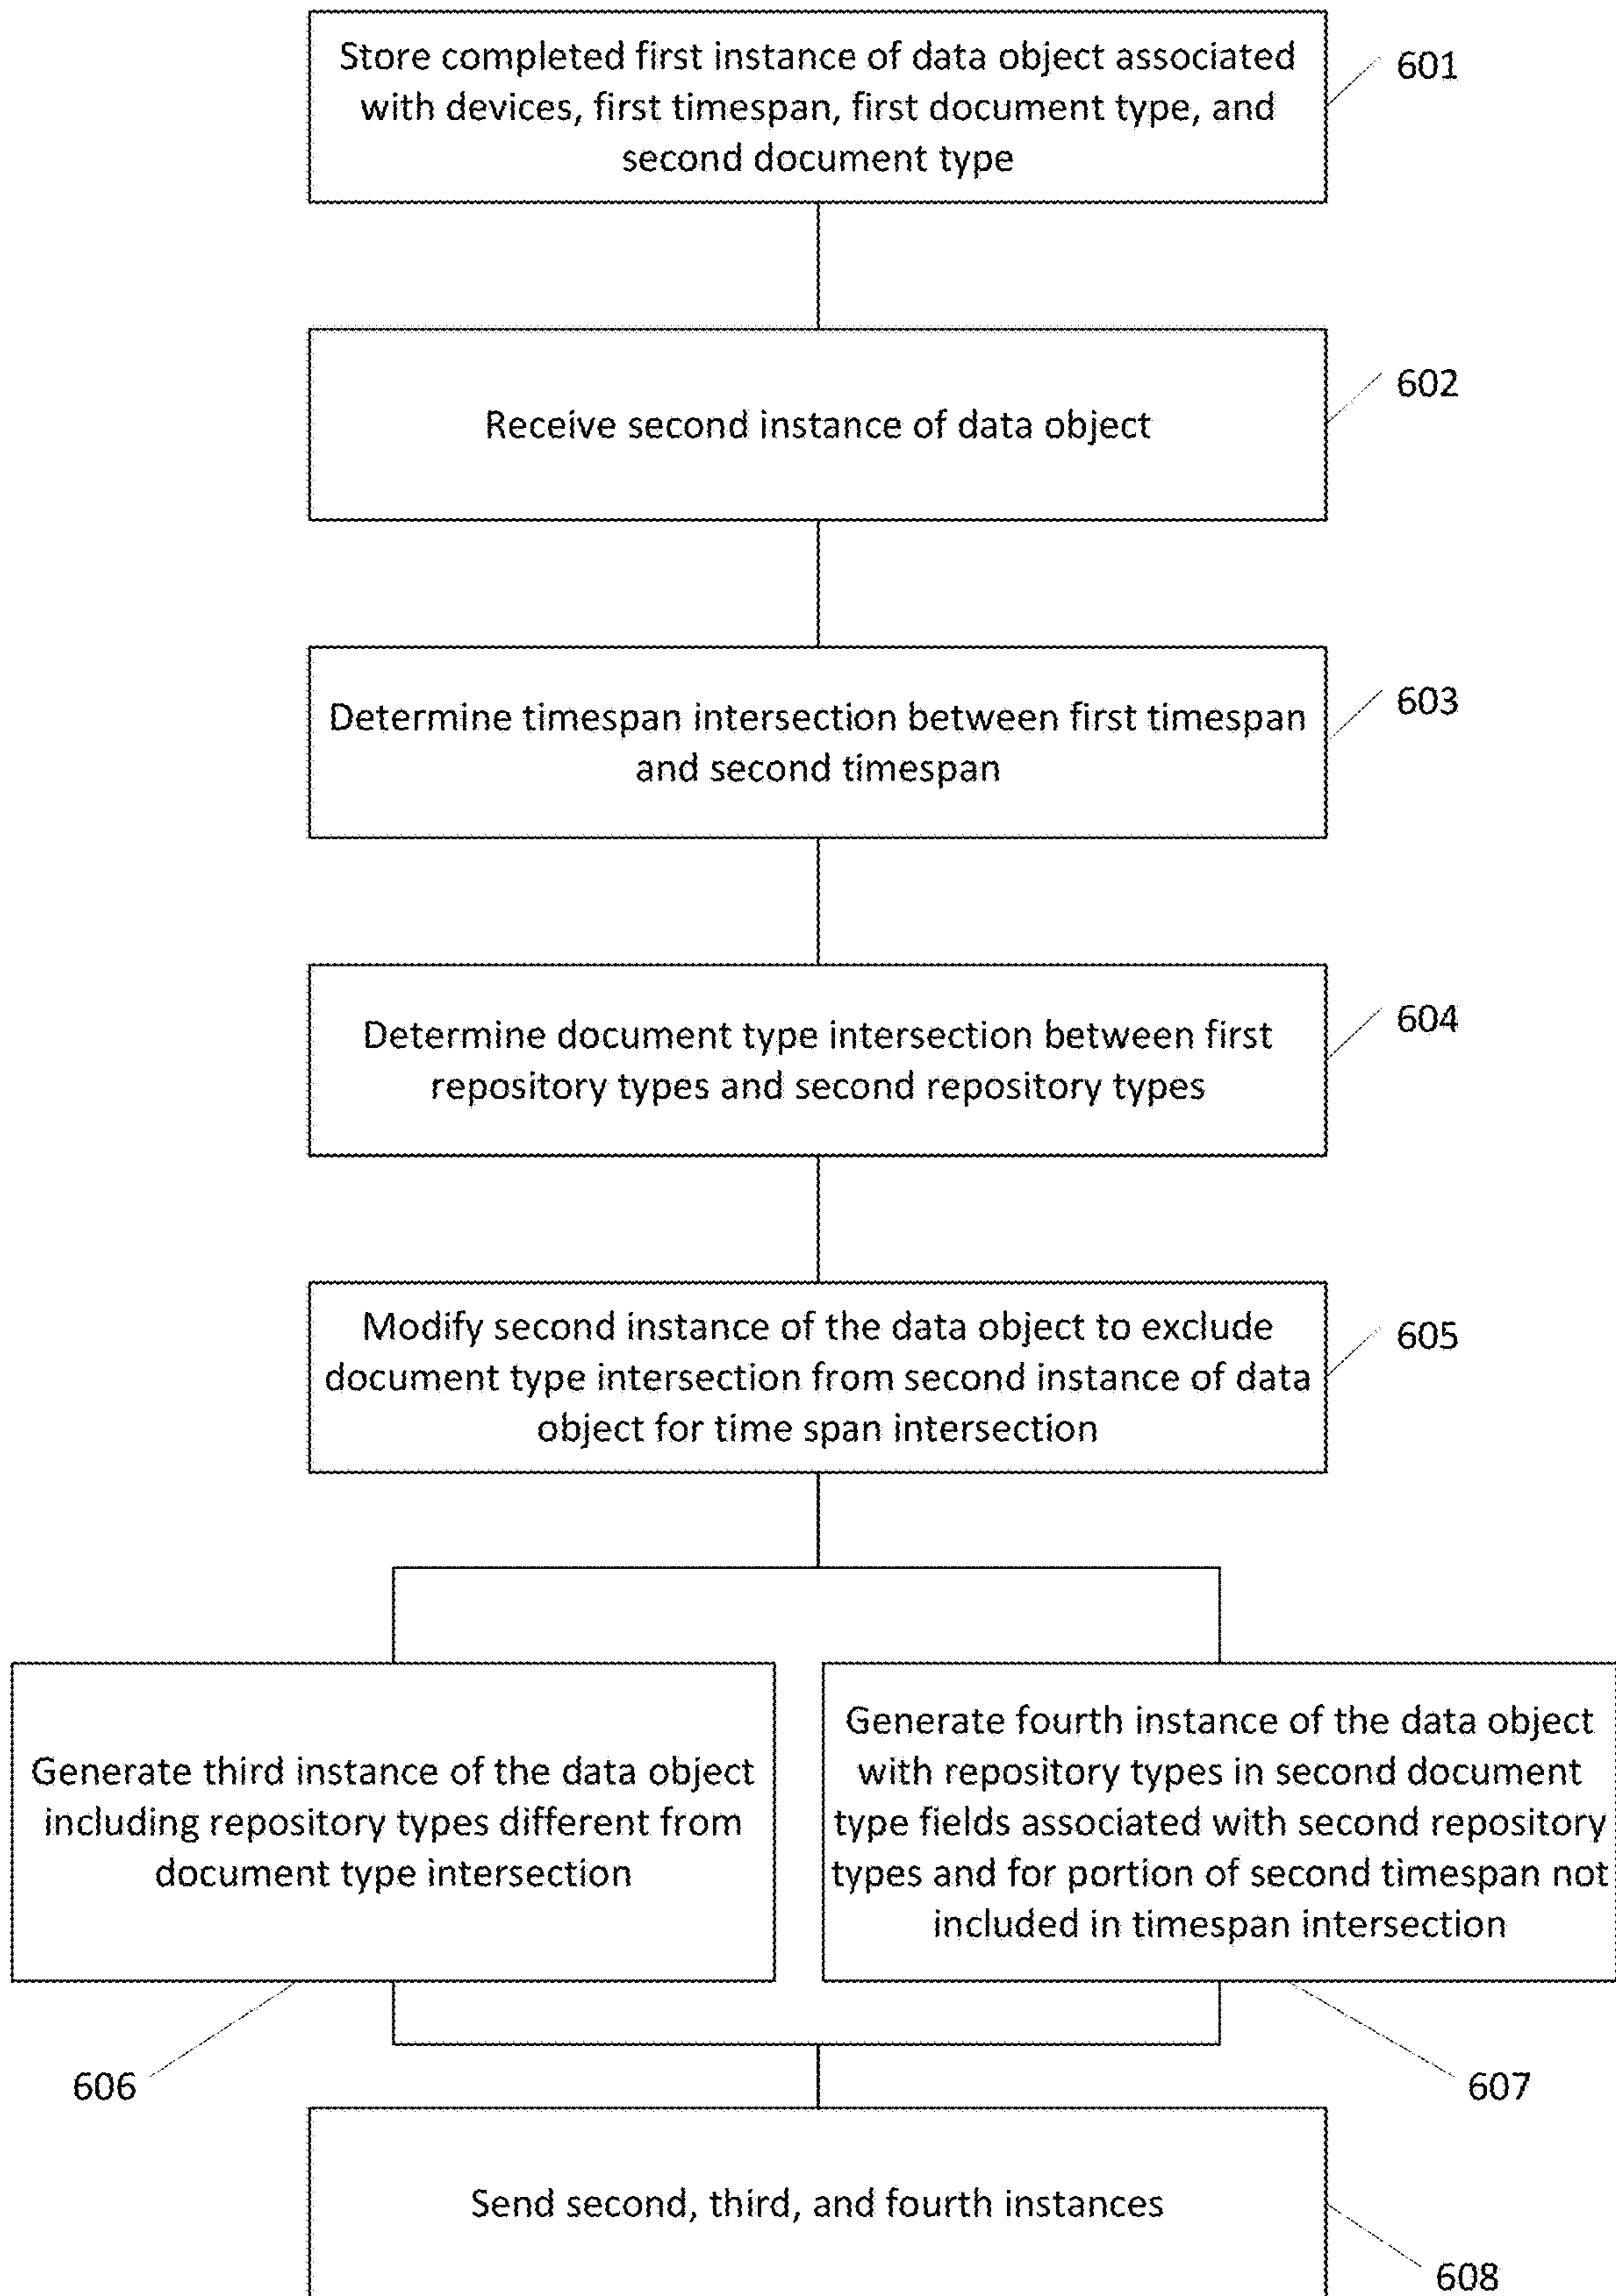 Store completed first instance of data object associated
with devices, first timespan, first document type, and
second document type
601
Receive second instance of data object
602
Determine timespan intersection between first timespan
and second timespan
603
Determine document type intersection between first
repository types and second repository types
604
Modify second instance of the data object to exclude
document type intersection from second instance of data
object for time span intersection
605
Generate third instance of the data object
including repository types different from
document type intersection
606
Generate fourth instance of the data object
with repository types in second document
type fields associated with second repository
types and for portion of second timespan not
included in timespan intersection
607
Send second, third, and fourth instances
608